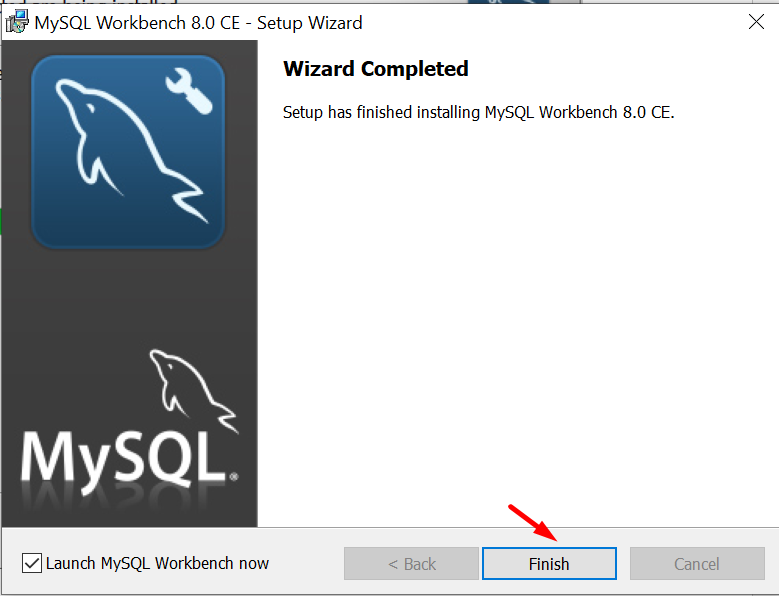 MySQL Workbench 8.0 CE - Setup Wizard
Wizard Completed
Setup has finished installing MySQL Workbench 8.0 CE.
MySQL®
Launch MySQL Workbench now
< Back
Finish
Cancel